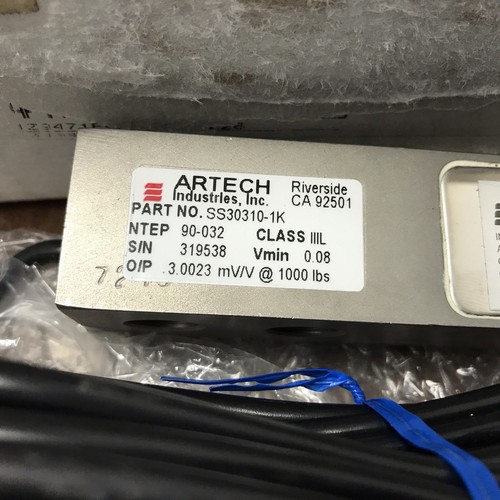 ARTECH
Industries, Inc.
Riverside
CA 92501
PART NO. SS30310-1K
NTEP 90-032 CLASS IIIL
S/N 319538 Vmin 0.08
O/P 3.0023 mV/V @ 1000 lbs